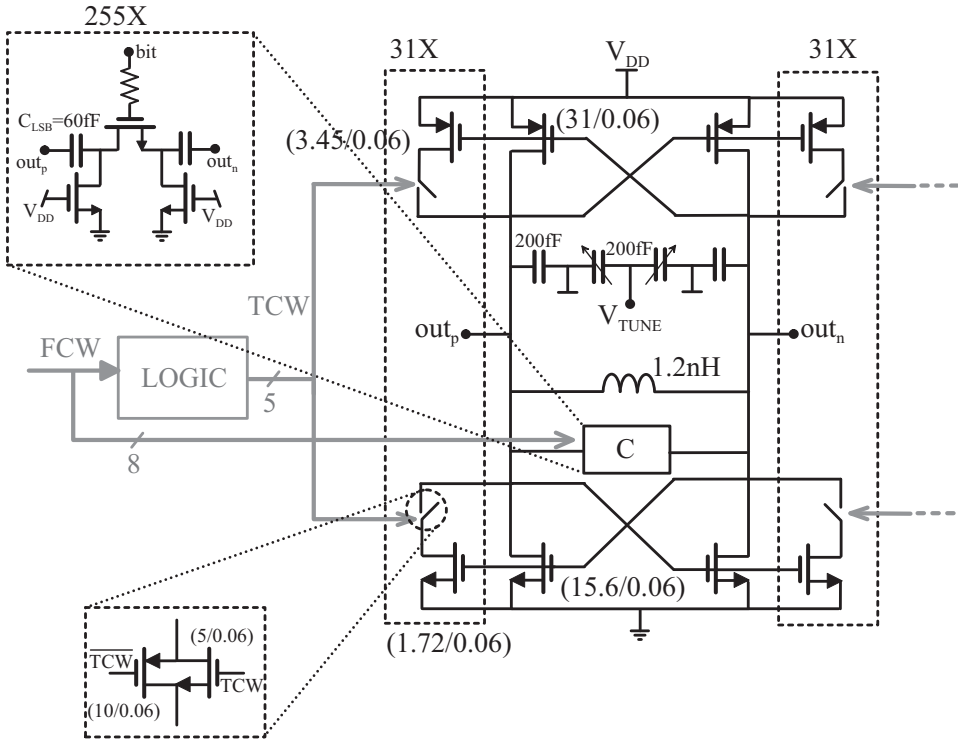 255X
bit
C_LSB=60fF
out_p
out_n
V_DD
V_DD
31X
V_DD
31X
(3.45/0.06)
(31/0.06)
200fF
200fF
V_TUNE
TCW
out_p
out_n
FCW
LOGIC
5
8
1.2nH
C
(15.6/0.06)
(1.72/0.06)
(5/0.06)
T̅C̅W̅
TCW
(10/0.06)